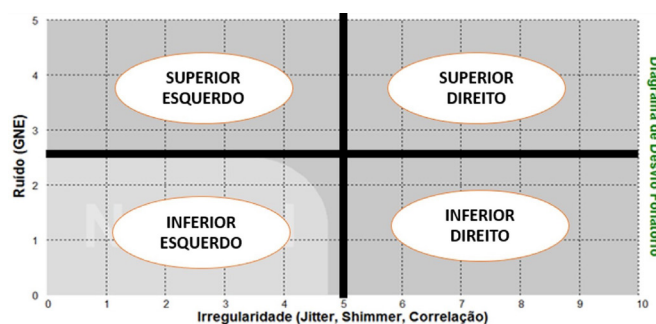 5
4
3
2
1
0
Ruído (GNE)
SUPERIOR
ESQUERDO
SUPERIOR
DIREITO
INFERIOR
ESQUERDO
INFERIOR
DIREITO
0 1 2 3 4 5 6 7 8 9 10
Irregularidade (Jitter, Shimmer, Correlação)
Diagrama de Desvio Fonatório